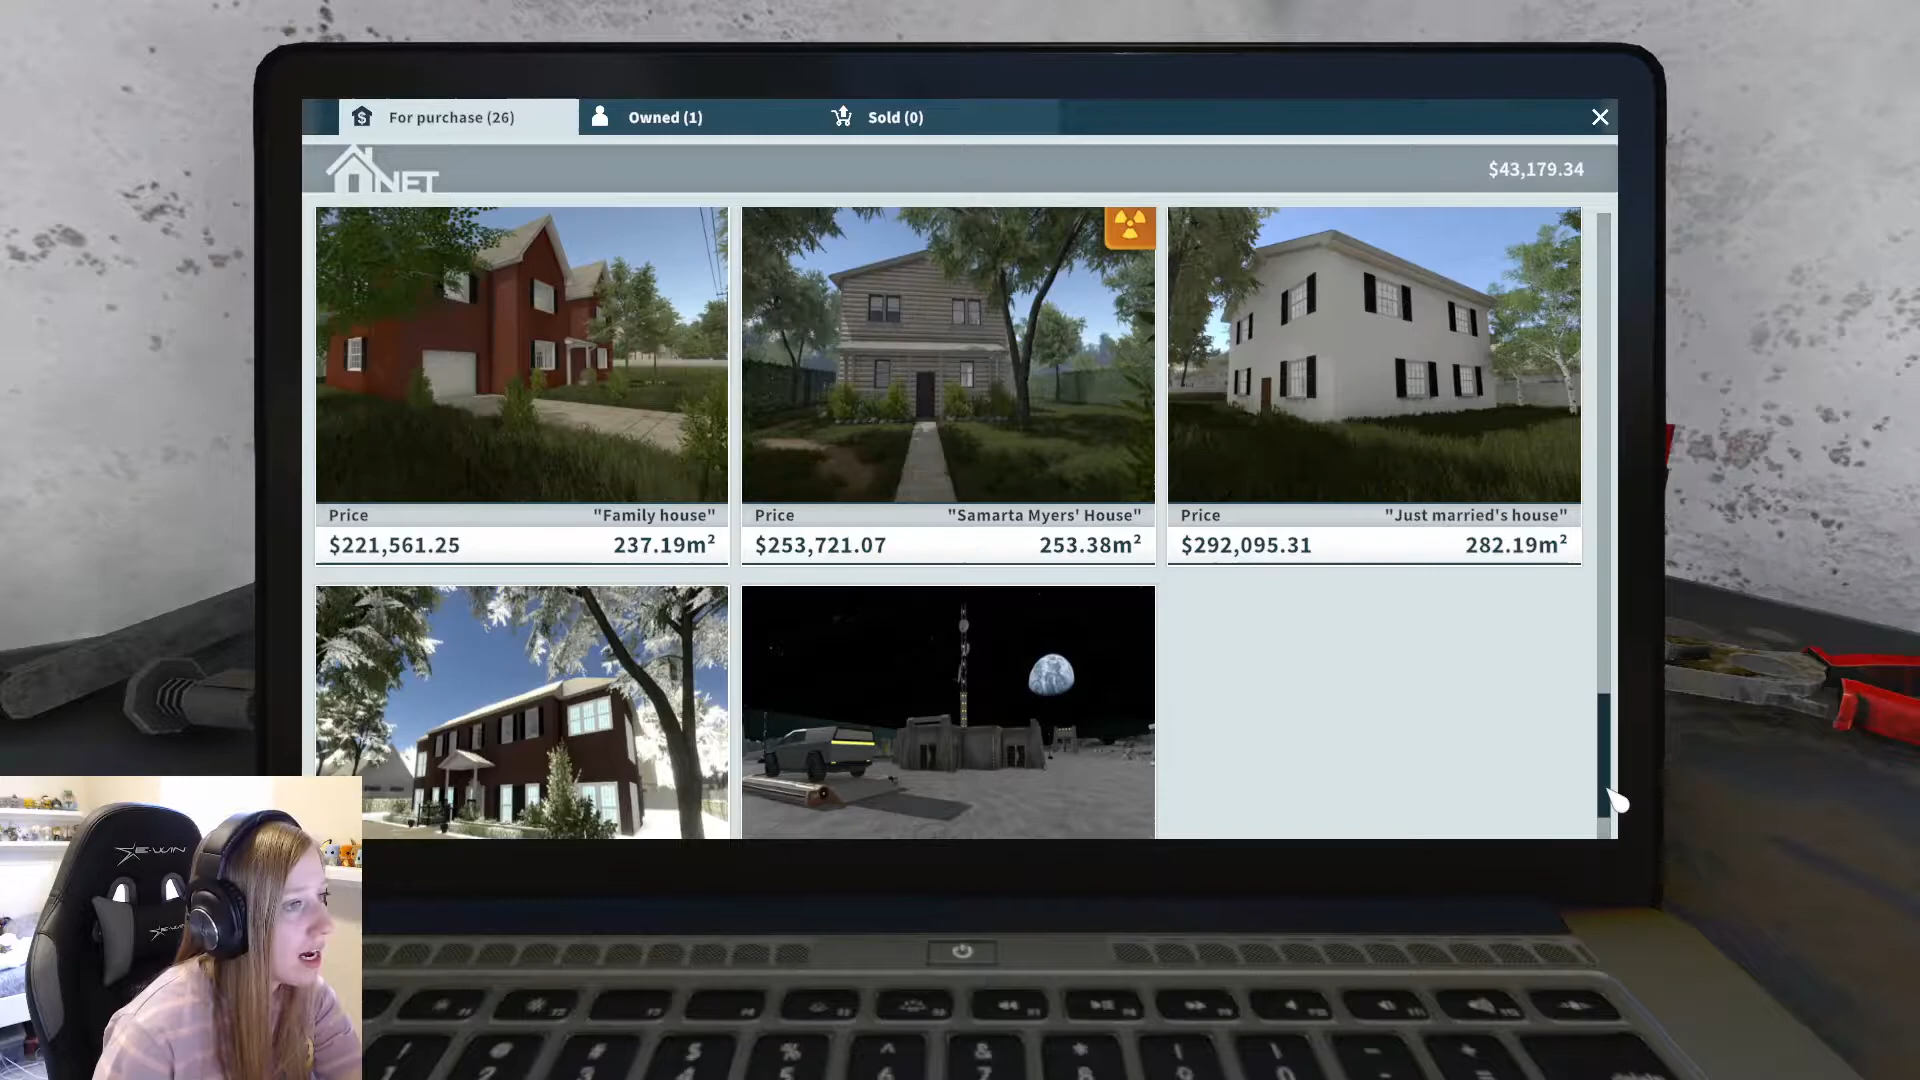 For purchase (26)
Owned (1)
Sold (0)
NET
$43,179.34
Price "Family house"
$221,561.25 237.19m²
Price "Samarta Myers' House"
$253,721.07 253.38m²
Price "Just married's house"
$292,095.31 282.19m²
E-WIN